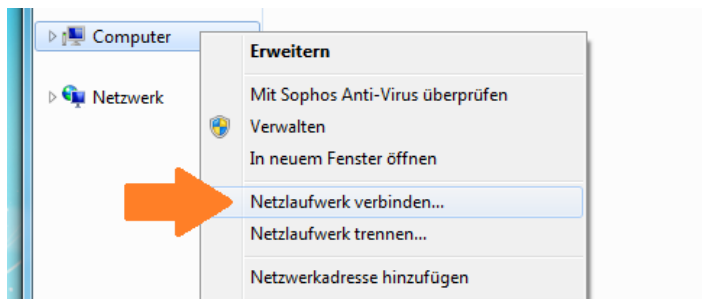 Computer
Erweitern
Netzwerk
Mit Sophos Anti-Virus überprüfen
Verwalten
In neuem Fenster öffnen
Netzlaufwerk verbinden...
Netzlaufwerk trennen...
Netzwerkadresse hinzufügen